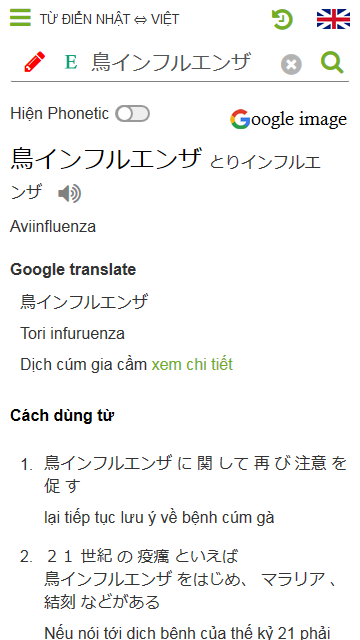 TỪ ĐIỂN NHẬT ⇔ VIỆT
E 鳥インフルエンザ
Hiện Phonetic
Google image
鳥インフルエンザ とりインフルエ
ンザ
Aviinfluenza
Google translate
鳥インフルエンザ
Tori infuruenza
Dịch cúm gia cầm xem chi tiết
Cách dùng từ
1. 鳥インフルエンザ に 関 して 再 び 注意 を
促 す
lại tiếp tục lưu ý về bệnh cúm gà
2. ２１ 世紀 の 疫癘 といえば
鳥インフルエンザ をはじめ、 マラリア 、
結刻 などがある
Nếu nói tới dịch bệnh của thế kỷ 21 phải